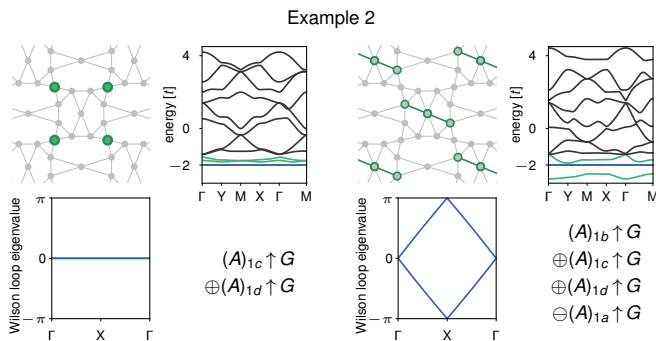 Example 2
energy [t]
4
0
−2
Γ Y M X Γ M
energy [t]
4
0
−2
Γ Y M X Γ M
Wilson loop eigenvalue
π
0
−π
Γ X Γ
(A)1c ↑ G
⊕(A)1d ↑ G
Wilson loop eigenvalue
π
0
−π
Γ X Γ
(A)1b ↑ G
⊕(A)1c ↑ G
⊕(A)1d ↑ G
⊖(A)1a ↑ G